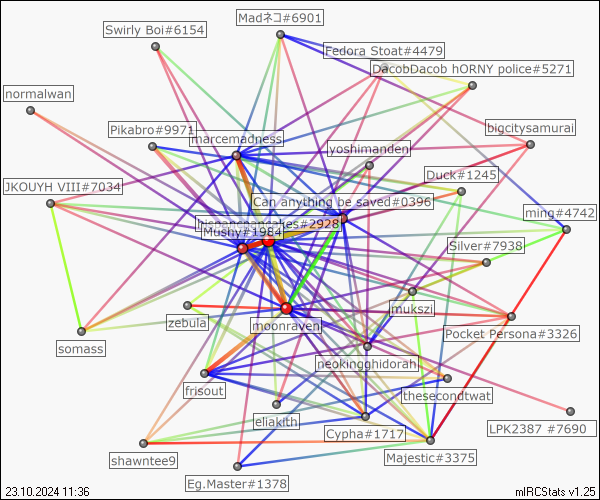 Madネコ#6901
Swirly Boi#6154
Fedora Stoat#4479
DacobDacob hORNY police#5271
normalwan
Pikabro#9971
marcemadness
bigcitysamurai
yoshimanden
JKOUYH VIII#7034
Duck#1245
Can anything be saved#0396
ming#4742
#2928
Mushy#1984
Silver#7938
mukszi
zebula
moonraven
Pocket Persona#3326
somass
neokingghidorah
frisout
thesecondtwat
eliakith
Cypha#1717
LPK2387 #7690
shawntee9
Majestic#3375
Eg.Master#1378
23.10.2024 11:36
mIRCStats v1.25